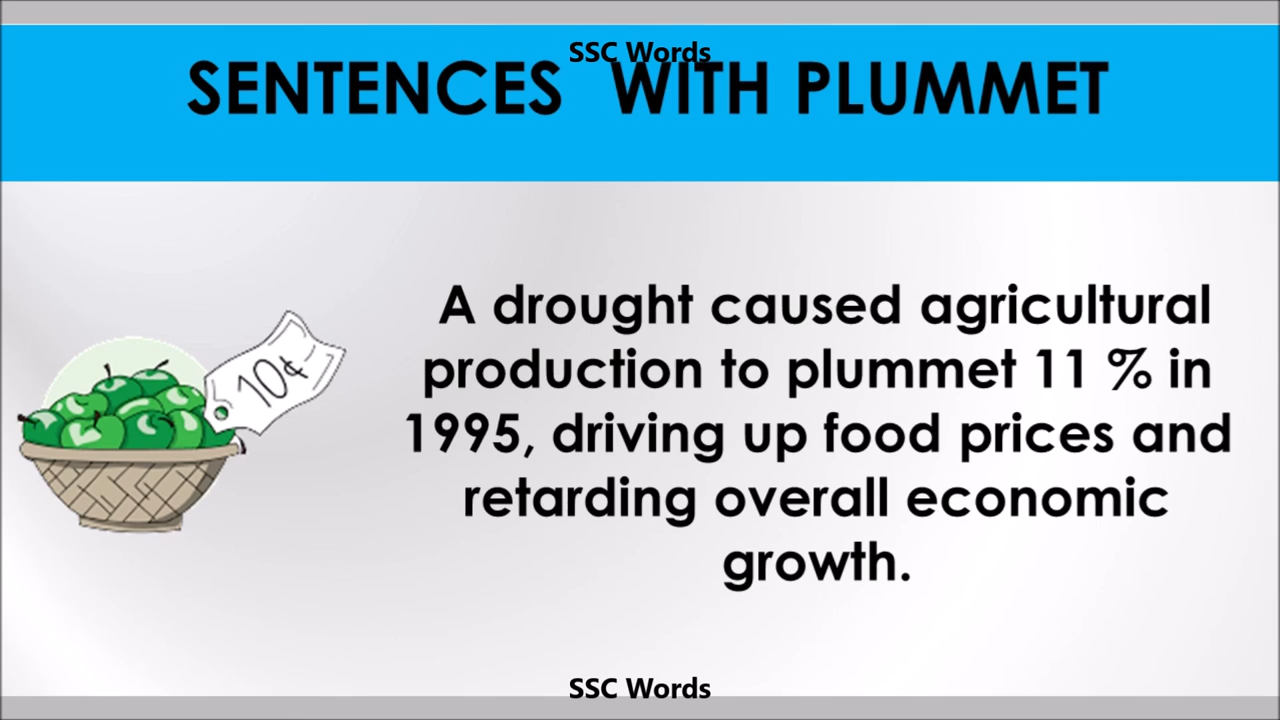 SSC Words
SENTENCES WITH PLUMMET
10¢
A drought caused agricultural
production to plummet 11 % in
1995, driving up food prices and
retarding overall economic
growth.
SSC Words